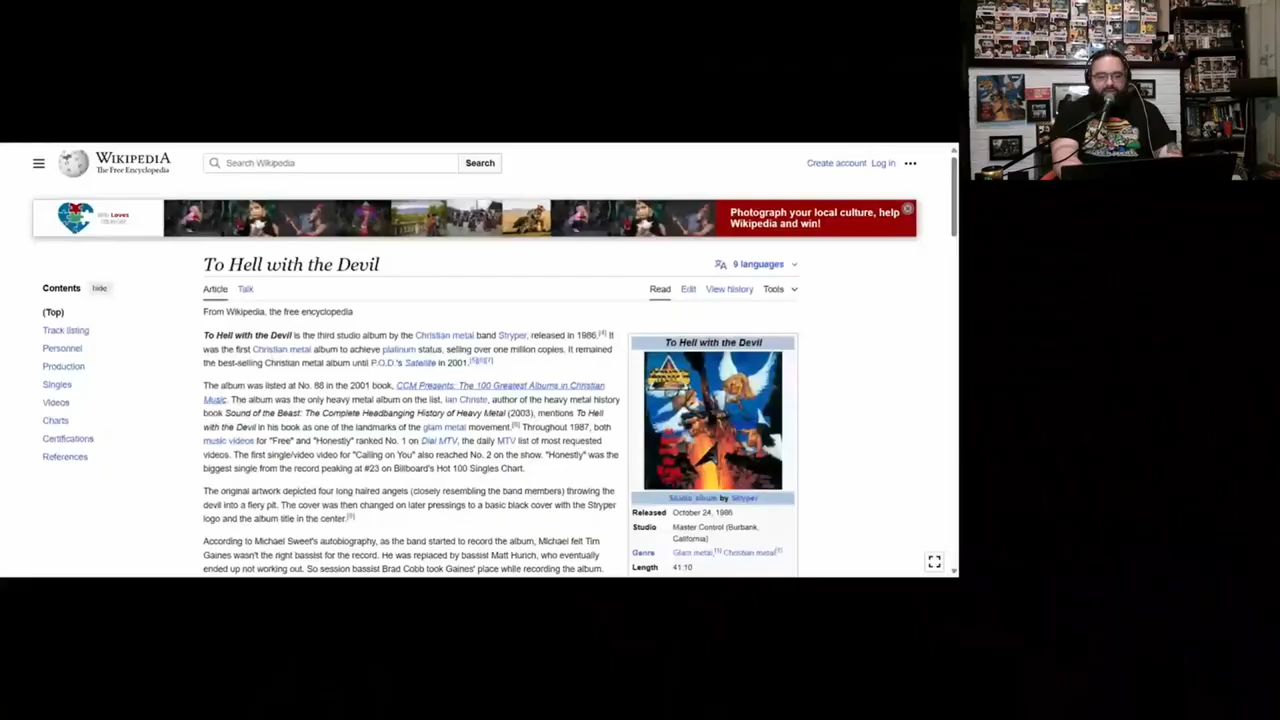 WIKIPEDIA
The Free Encyclopedia
Search Wikipedia
Search
Create account Log in
Loves
Photograph your local culture, help
Wikipedia and win!
To Hell with the Devil
9 languages
Contents hide
Article Talk
Read Edit View history Tools
From Wikipedia, the free encyclopedia
(Top)
Track listing
Personnel
Production
Singles
Videos
Charts
Certifications
References
To Hell with the Devil is the third studio album by the Christian metal band Stryper, released in 1986.[4] It
was the first Christian metal album to achieve platinum status, selling over one million copies. It remained
the best-selling Christian metal album until P.O.D.'s Satellite in 2001.[5][6][7]
The album was listed at No. 88 in the 2001 book, CCM Presents: The 100 Greatest Albums in Christian
Music. The album was the only heavy metal album on the list. Ian Christe, author of the heavy metal history
book Sound of the Beast: The Complete Headbanging History of Heavy Metal (2003), mentions To Hell
with the Devil in his book as one of the landmarks of the glam metal movement.[8] Throughout 1987, both
music videos for "Free" and "Honestly" ranked No. 1 on Dial MTV, the daily MTV list of most requested
videos. The first single/video video for "Calling on You" also reached No. 2 on the show. "Honestly" was the
biggest single from the record peaking at #23 on Billboard's Hot 100 Singles Chart.
The original artwork depicted four long haired angels (closely resembling the band members) throwing the
devil into a fiery pit. The cover was then changed on later pressings to a basic black cover with the Stryper
logo and the album title in the center.[9]
According to Michael Sweet's autobiography, as the band started to record the album, Michael felt Tim
Gaines wasn't the right bassist for the record. He was replaced by bassist Matt Hurich, who eventually
ended up not working out. So session bassist Brad Cobb took Gaines' place while recording the album.
To Hell with the Devil
Studio album by Stryper
Released October 24, 1986
Studio Master Control (Burbank,
California)
Genre Glam metal,[1] Christian metal
Length 41:10